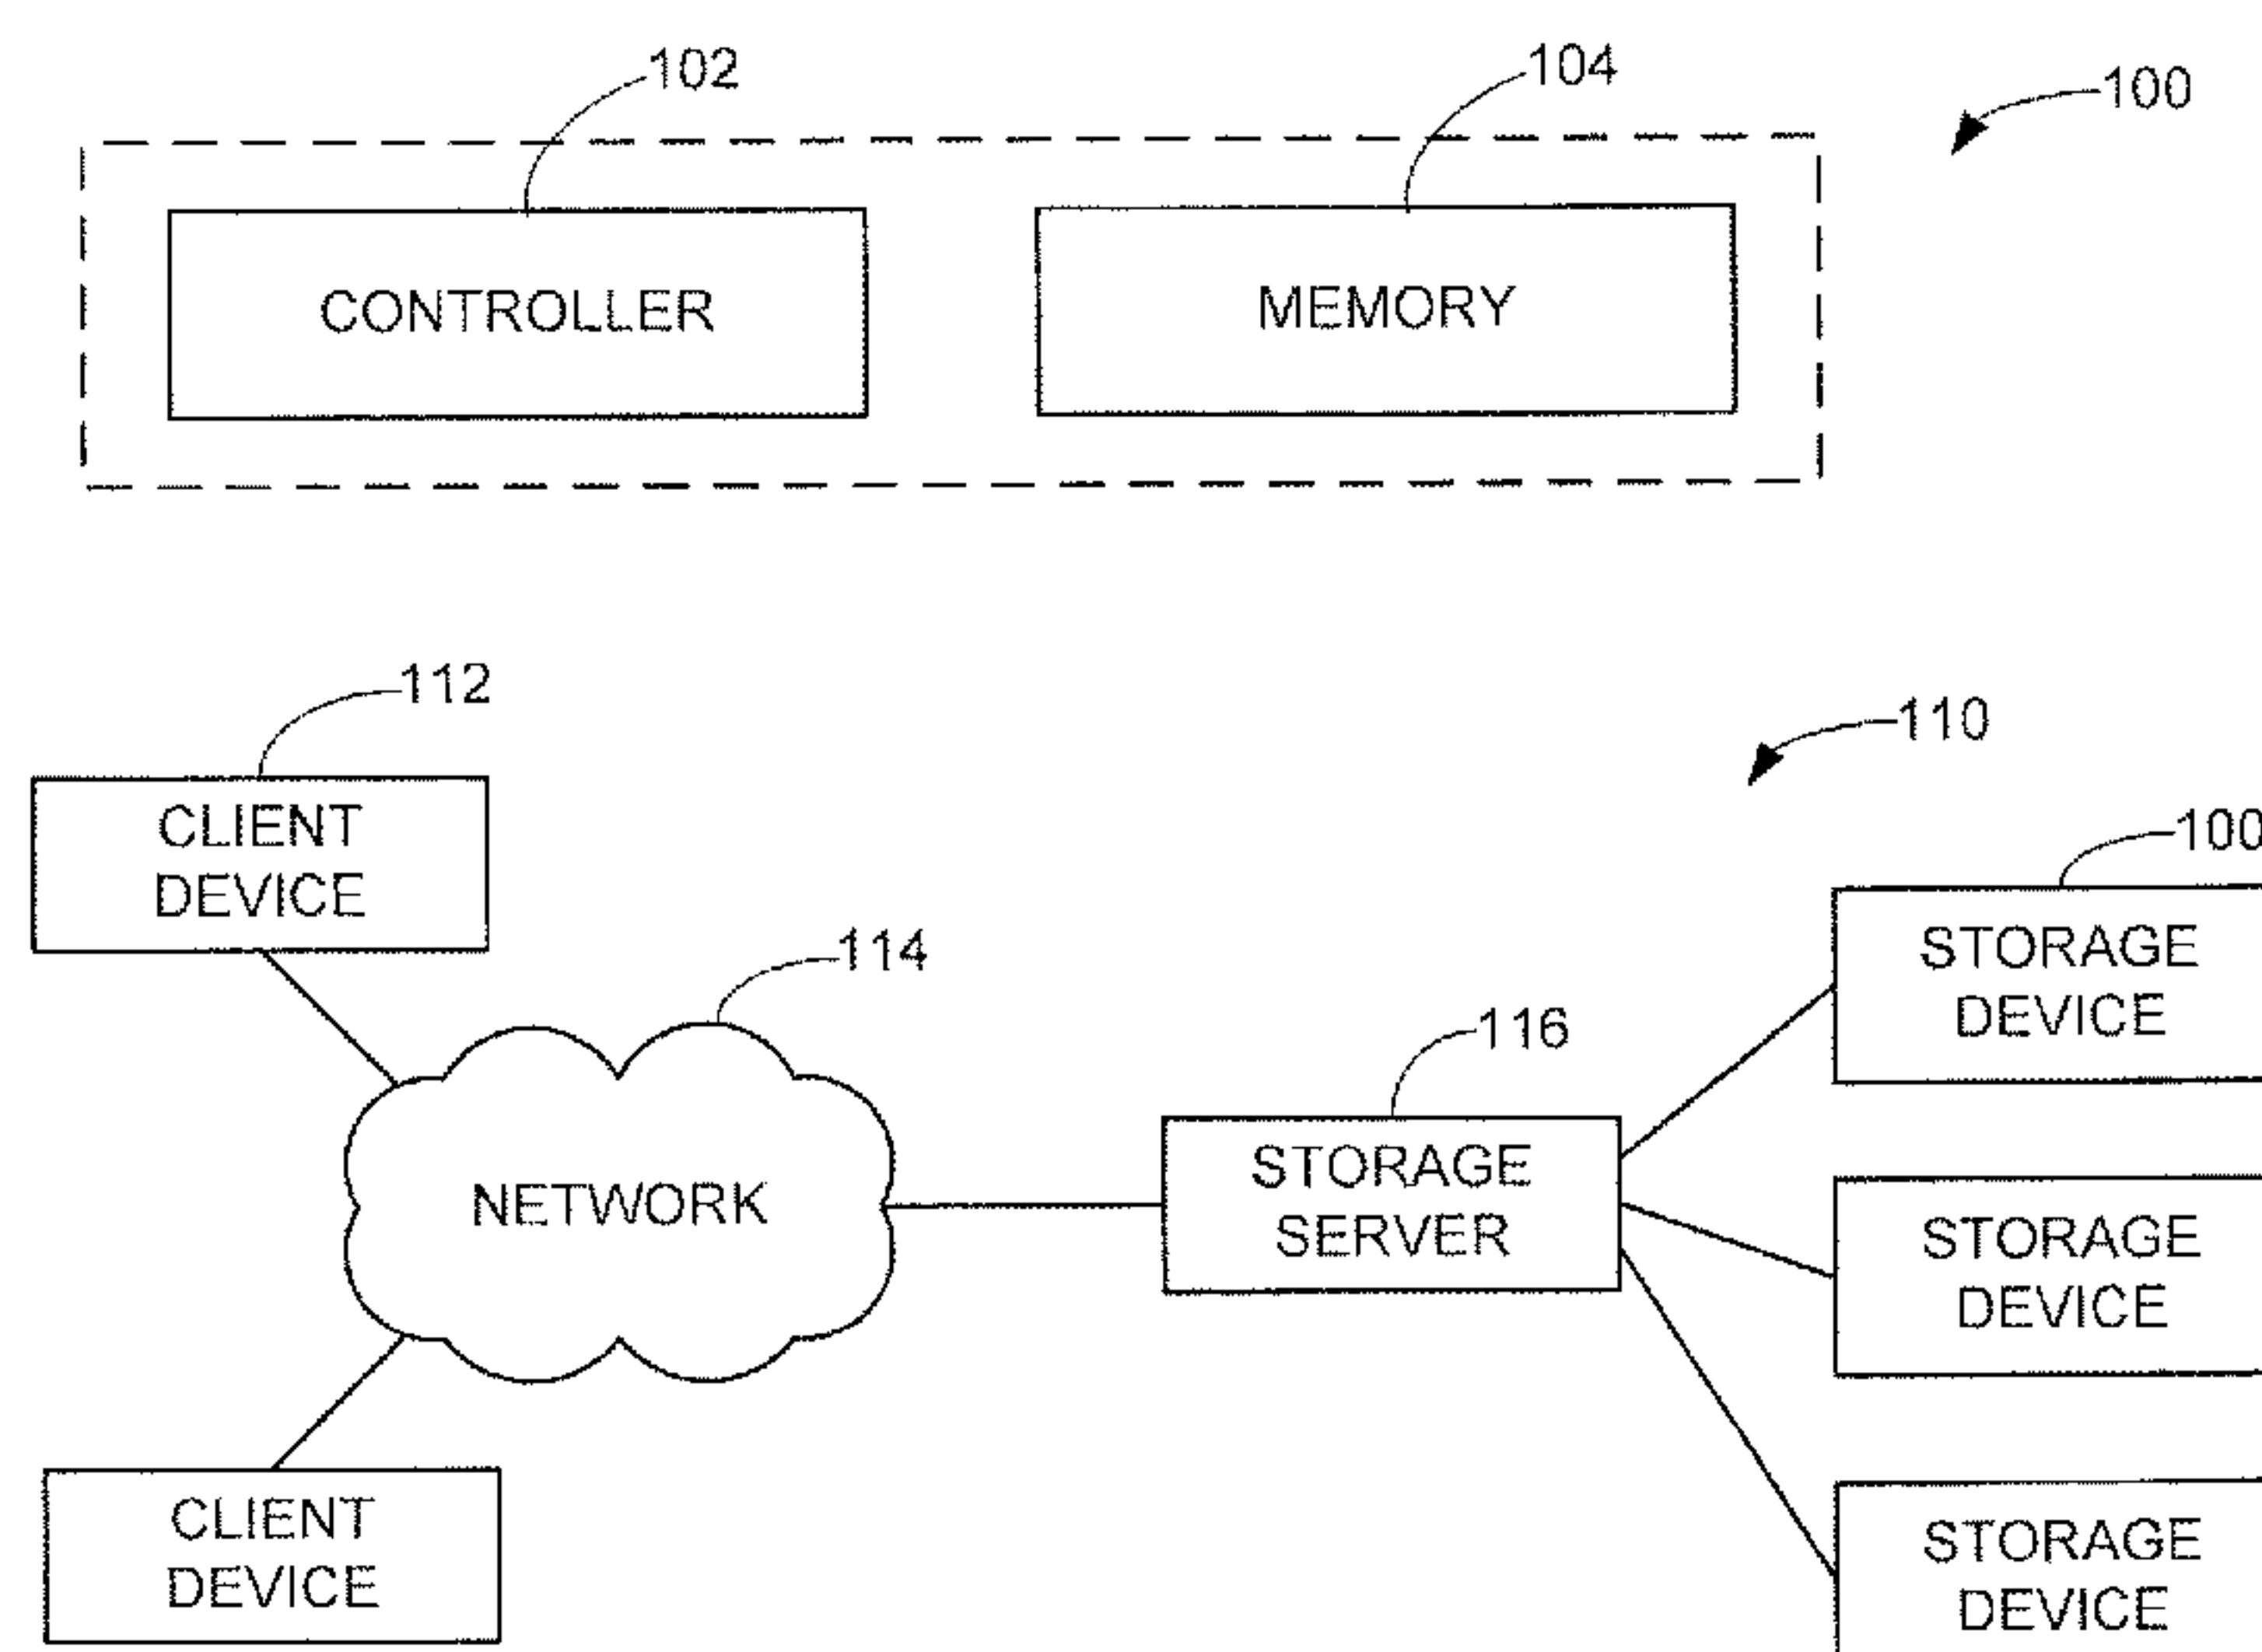 102
104
100
CONTROLLER
MEMORY
112
110
CLIENT
DEVICE
100
114
STORAGE
DEVICE
116
NETWORK
STORAGE
SERVER
STORAGE
DEVICE
CLIENT
DEVICE
STORAGE
DEVICE